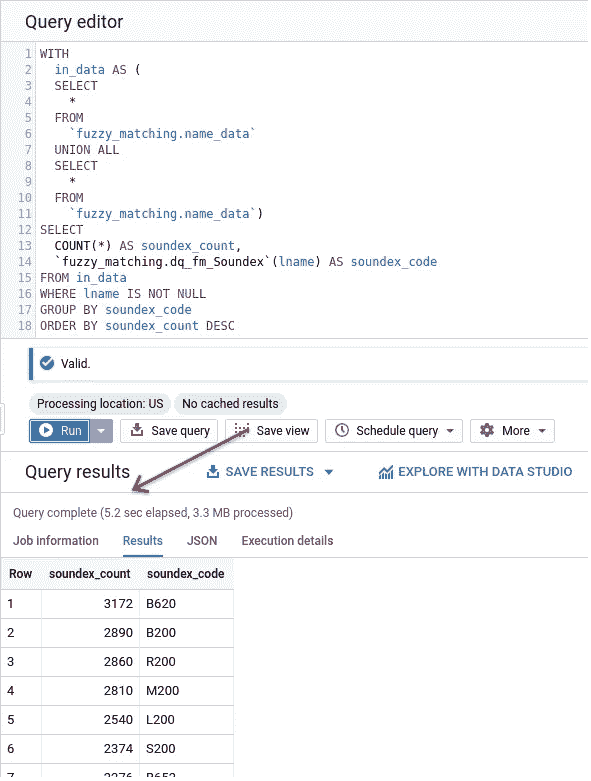 Query editor
1 WITH
2 in_data AS (
3 SELECT
4 *
5 FROM
6 `fuzzy_matching.name_data`
7 UNION ALL
8 SELECT
9 *
10 FROM
11 `fuzzy_matching.name_data`)
12 SELECT
13 COUNT(*) AS soundex_count,
14 `fuzzy_matching.dq_fm_Soundex`(lname) AS soundex_code
15 FROM in_data
16 WHERE lname IS NOT NULL
17 GROUP BY soundex_code
18 ORDER BY soundex_count DESC
Valid.
Processing location: US No cached results
Run Save query Save view Schedule query More
Query results SAVE RESULTS EXPLORE WITH DATA STUDIO
Query complete (5.2 sec elapsed, 3.3 MB processed)
Job information Results JSON Execution details
Row soundex_count soundex_code
1 3172 B620
2 2890 B200
3 2860 R200
4 2810 M200
5 2540 L200
6 2374 S200